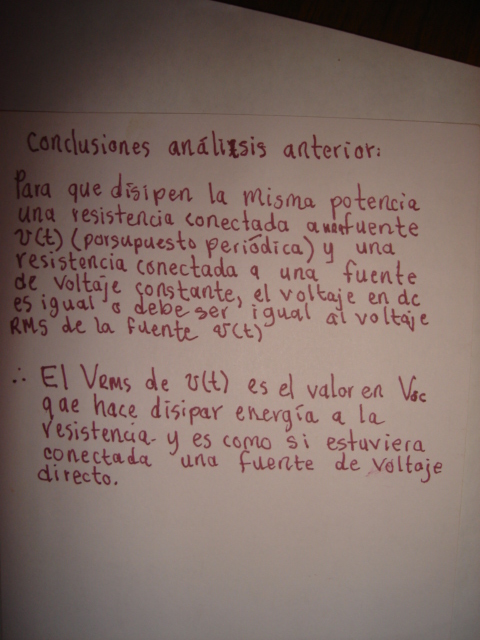 Conclusiones análisis anterior:
Para que disipen la misma potencia
una resistencia conectada a una fuente
v(t) (porsupuesto periódica) y una
resistencia conectada a una fuente
de voltaje constante, el voltaje en dc
es igual o debe ser igual al voltaje
RMS de la fuente v(t)
∴ El VRMS de v(t) es el valor en Vdc
que hace disipar energía a la
resistencia y es como si estuviera
conectada una fuente de voltaje
directo.